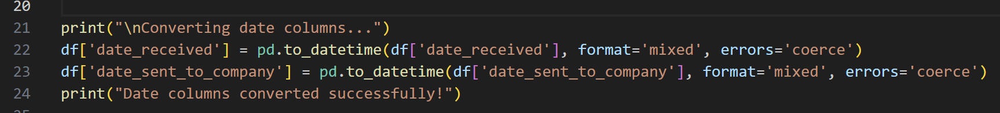 20
21 print("\nConverting date columns...")
22 df['date_received'] = pd.to_datetime(df['date_received'], format='mixed', errors='coerce')
23 df['date_sent_to_company'] = pd.to_datetime(df['date_sent_to_company'], format='mixed', errors='coerce')
24 print("Date columns converted successfully!")